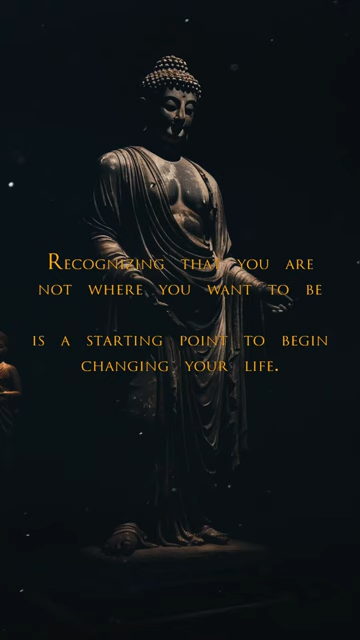 Recognizing that you are
not where you want to be
is a starting point to begin
changing your life.